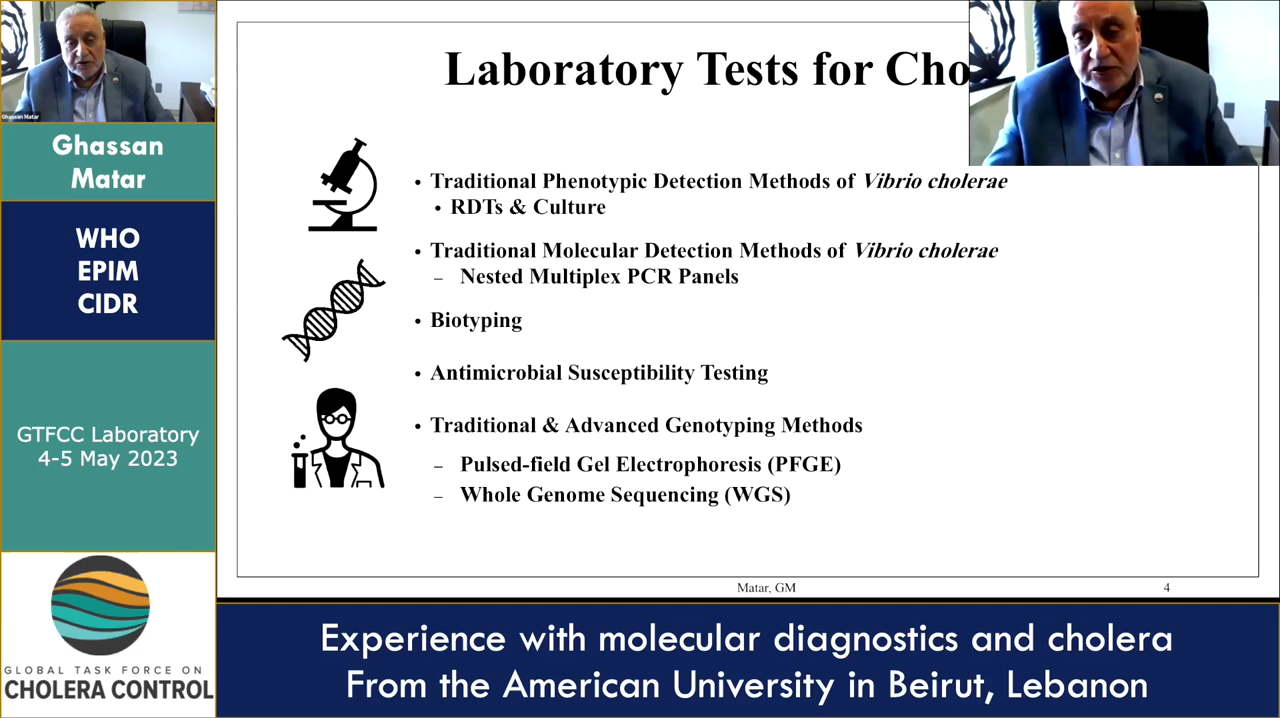 Ghassan Matar
Ghassan
Matar
WHO
EPIM
CIDR
GTFCC Laboratory
4-5 May 2023
GLOBAL TASK FORCE ON
CHOLERA CONTROL
Laboratory Tests for Cho
• Traditional Phenotypic Detection Methods of Vibrio cholerae
• RDTs & Culture
• Traditional Molecular Detection Methods of Vibrio cholerae
– Nested Multiplex PCR Panels
• Biotyping
• Antimicrobial Susceptibility Testing
• Traditional & Advanced Genotyping Methods
– Pulsed-field Gel Electrophoresis (PFGE)
– Whole Genome Sequencing (WGS)
Matar, GM
4
Experience with molecular diagnostics and cholera
From the American University in Beirut, Lebanon